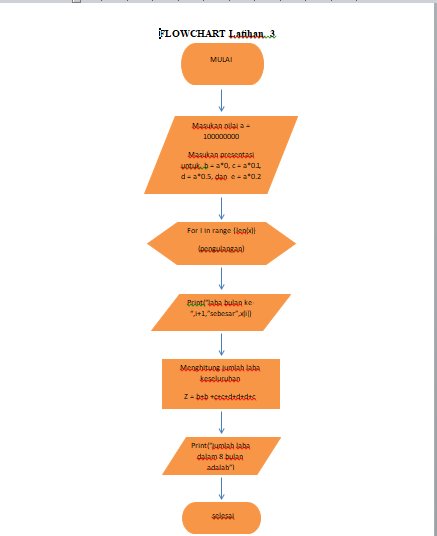 FLOWCHART Latihan 3
MULAI
Masukan nilai a =
100000000
Masukan presentasi
untuk b = a*0, c = a*0.1,
d = a*0.5, dan e = a*0.2
For I in range (len(x))
(pengulangan)
Print("laba bulan ke-
",i+1,"sebesar",x[i])
Menghitung jumlah laba
keseluruhan
Z = b+b +c+c+d+d+d+c
Print("jumlah laba
dalam 8 bulan
adalah")
selesai